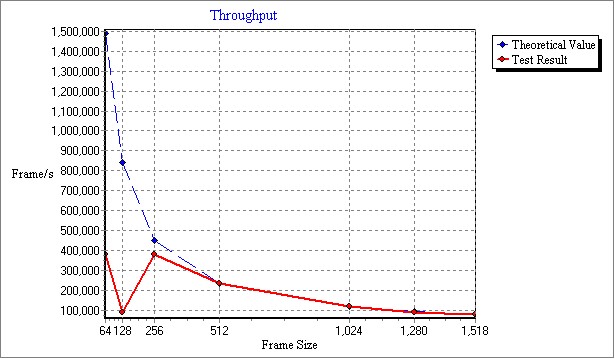 Throughput
Theoretical Value
Test Result
1,500,000
1,400,000
1,300,000
1,200,000
1,100,000
1,000,000
900,000
800,000
700,000
600,000
500,000
400,000
300,000
200,000
100,000
Frame/s
64 128 256 512 1,024 1,280 1,518
Frame Size